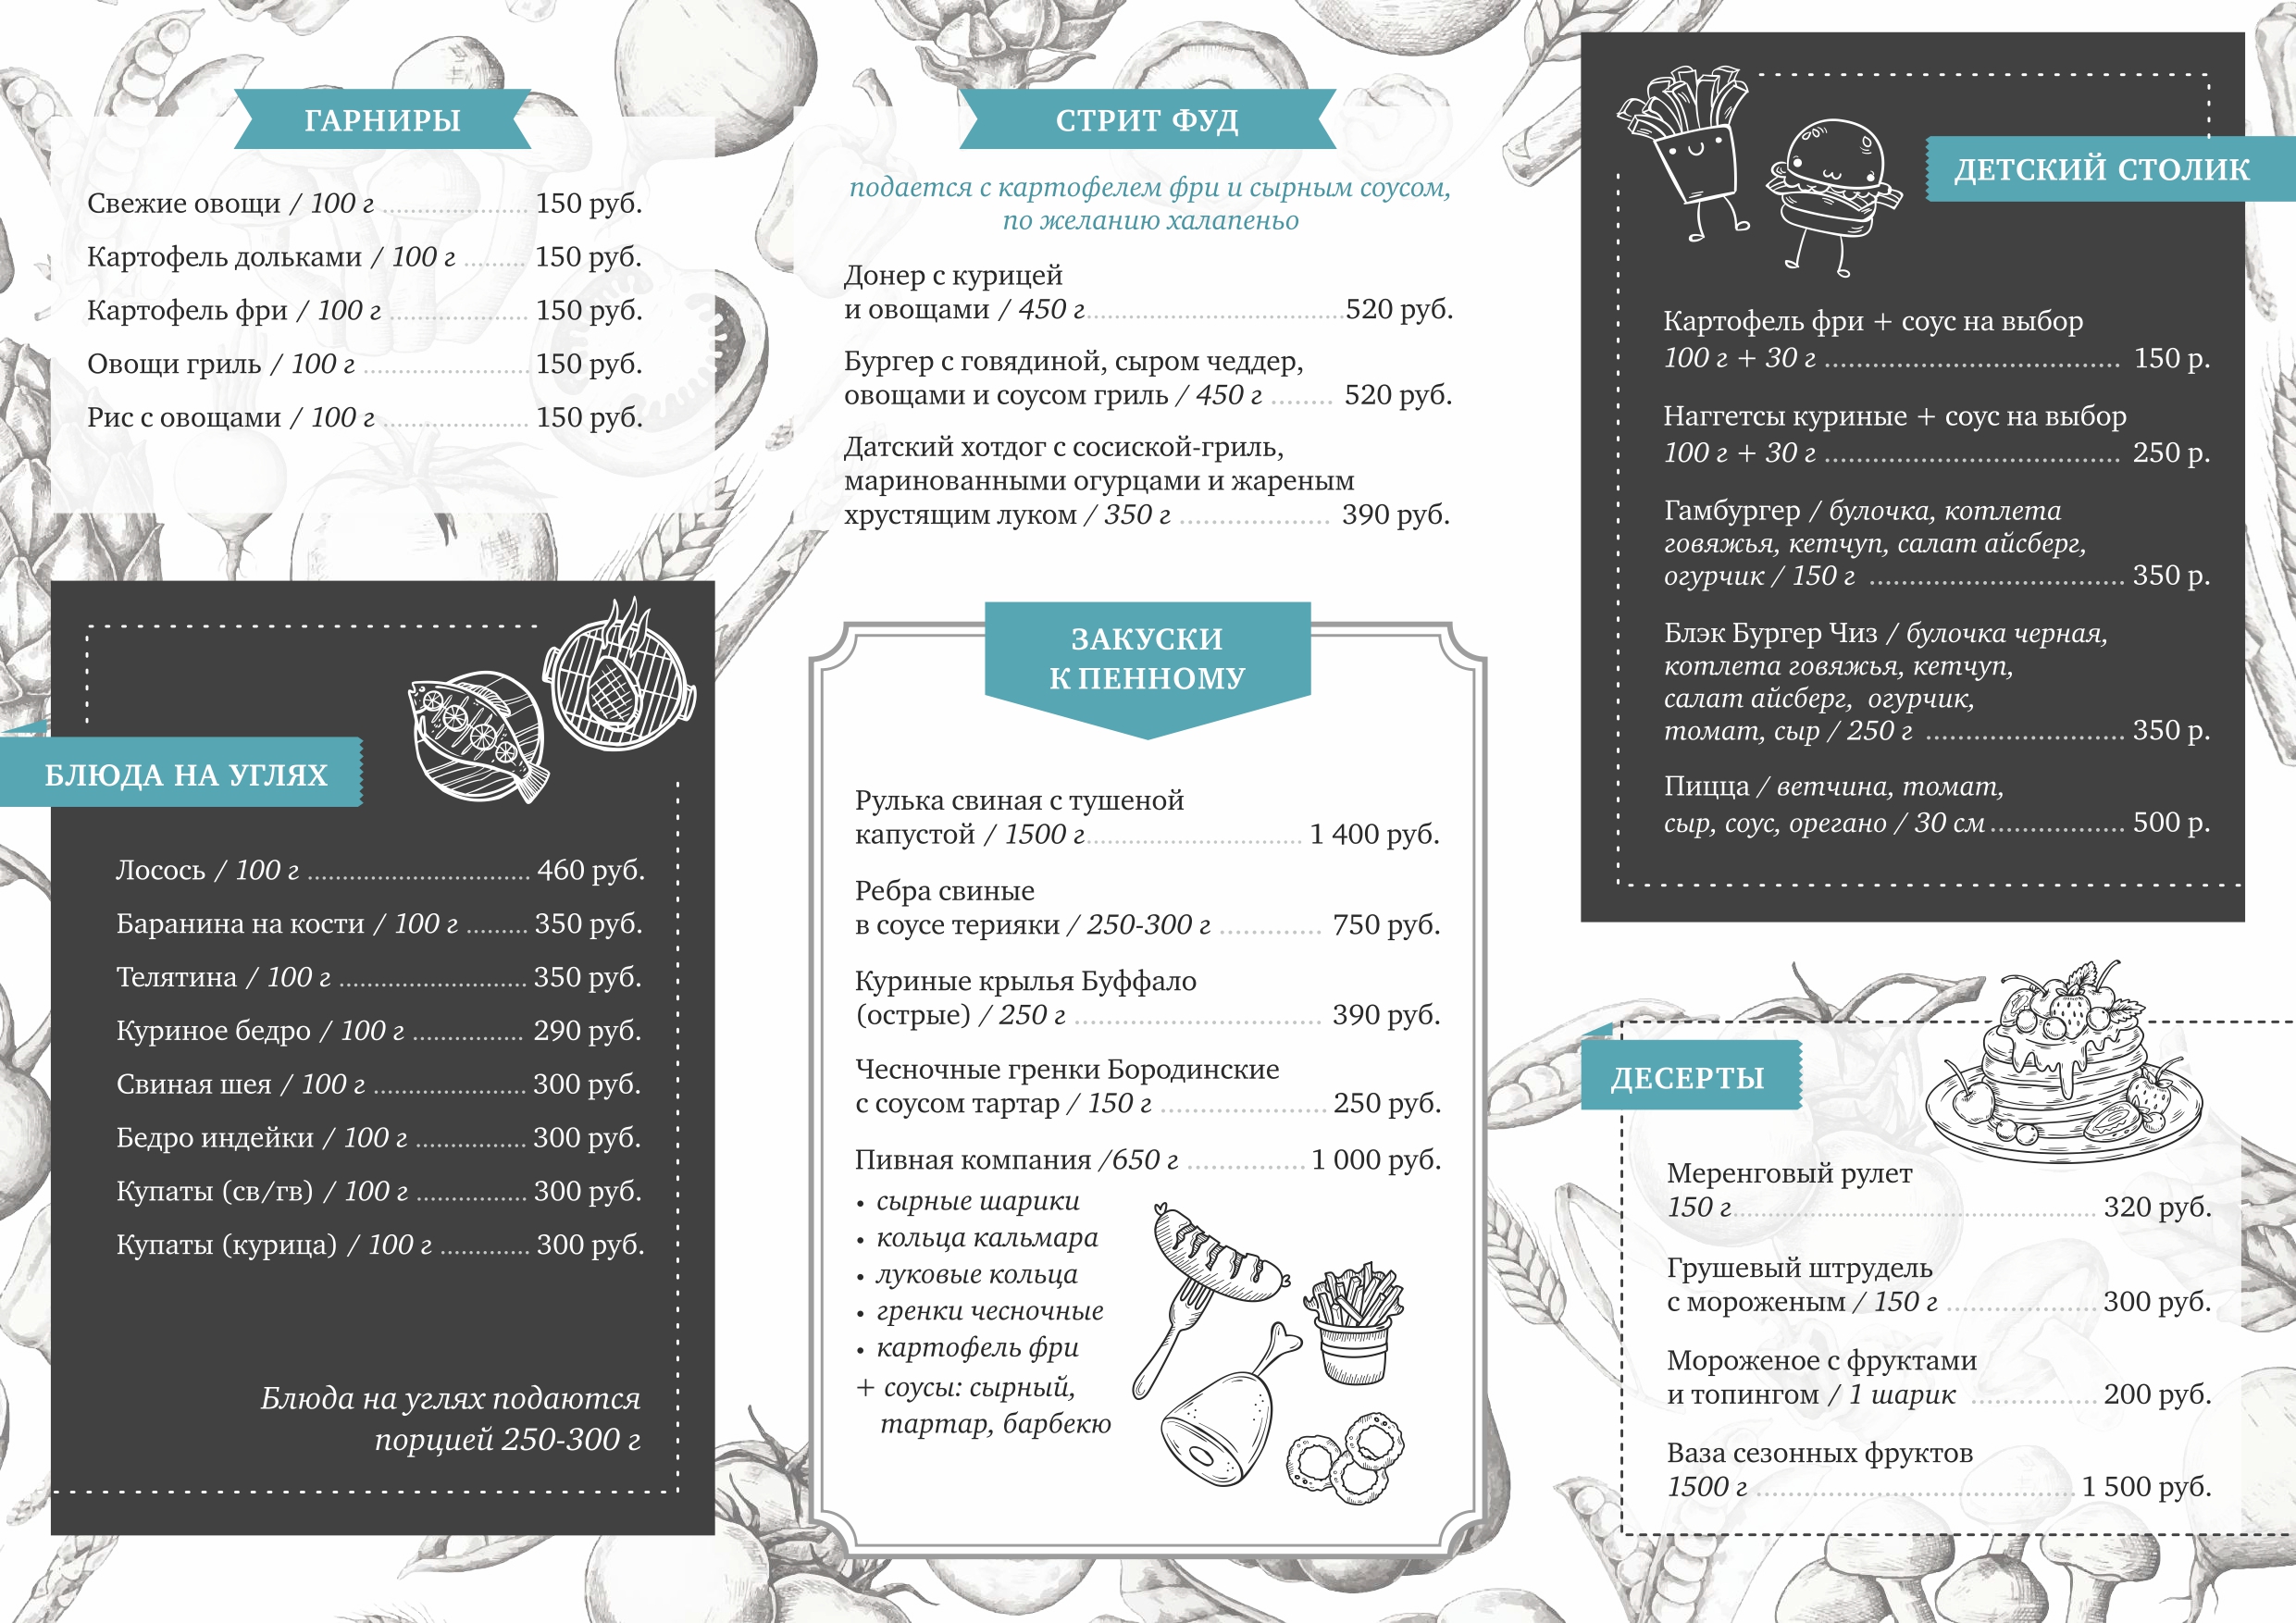 ГАРНИРЫ
Свежие овощи / 100 г ..................... 150 руб.
Картофель дольками / 100 г ......... 150 руб.
Картофель фри / 100 г .................... 150 руб.
Овощи гриль / 100 г ........................ 150 руб.
Рис с овощами / 100 г ..................... 150 руб.
БЛЮДА НА УГЛЯХ
Лосось / 100 г ................................ 460 руб.
Баранина на кости / 100 г ......... 350 руб.
Телятина / 100 г ........................... 350 руб.
Куриное бедро / 100 г ................ 290 руб.
Свиная шея / 100 г ...................... 300 руб.
Бедро индейки / 100 г ................ 300 руб.
Купаты (св/гв) / 100 г ................ 300 руб.
Купаты (курица) / 100 г ............. 300 руб.
Блюда на углях подаются
порцией 250-300 г
СТРИТ ФУД
подается с картофелем фри и сырным соусом,
по желанию халапеньо
Донер с курицей
и овощами / 450 г.....................................520 руб.
Бургер с говядиной, сыром чеддер,
овощами и соусом гриль / 450 г ........ 520 руб.
Датский хотдог с сосиской-гриль,
маринованными огурцами и жареным
хрустящим луком / 350 г ................... 390 руб.
ЗАКУСКИ
К ПЕННОМУ
Рулька свиная с тушеной
капустой / 1500 г............................... 1 400 руб.
Ребра свиные
в соусе терияки / 250-300 г ............. 750 руб.
Куриные крылья Буффало
(острые) / 250 г ................................ 390 руб.
Чесночные гренки Бородинские
с соусом тартар / 150 г ..................... 250 руб.
Пивная компания /650 г ............... 1 000 руб.
• сырные шарики
• кольца кальмара
• луковые кольца
• гренки чесночные
• картофель фри
+ соусы: сырный,
тартар, барбекю
ДЕТСКИЙ СТОЛИК
Картофель фри + соус на выбор
100 г + 30 г ..................................... 150 р.
Наггетсы куриные + соус на выбор
100 г + 30 г ..................................... 250 р.
Гамбургер / булочка, котлета
говяжья, кетчуп, салат айсберг,
огурчик / 150 г ................................ 350 р.
Блэк Бургер Чиз / булочка черная,
котлета говяжья, кетчуп,
салат айсберг, огурчик,
томат, сыр / 250 г ......................... 350 р.
Пицца / ветчина, томат,
сыр, соус, орегано / 30 см ................. 500 р.
ДЕСЕРТЫ
Меренговый рулет
150 г.................................................... 320 руб.
Грушевый штрудель
с мороженым / 150 г ...................... 300 руб.
Мороженое с фруктами
и топингом / 1 шарик .................. 200 руб.
Ваза сезонных фруктов
1500 г .............................................. 1 500 руб.